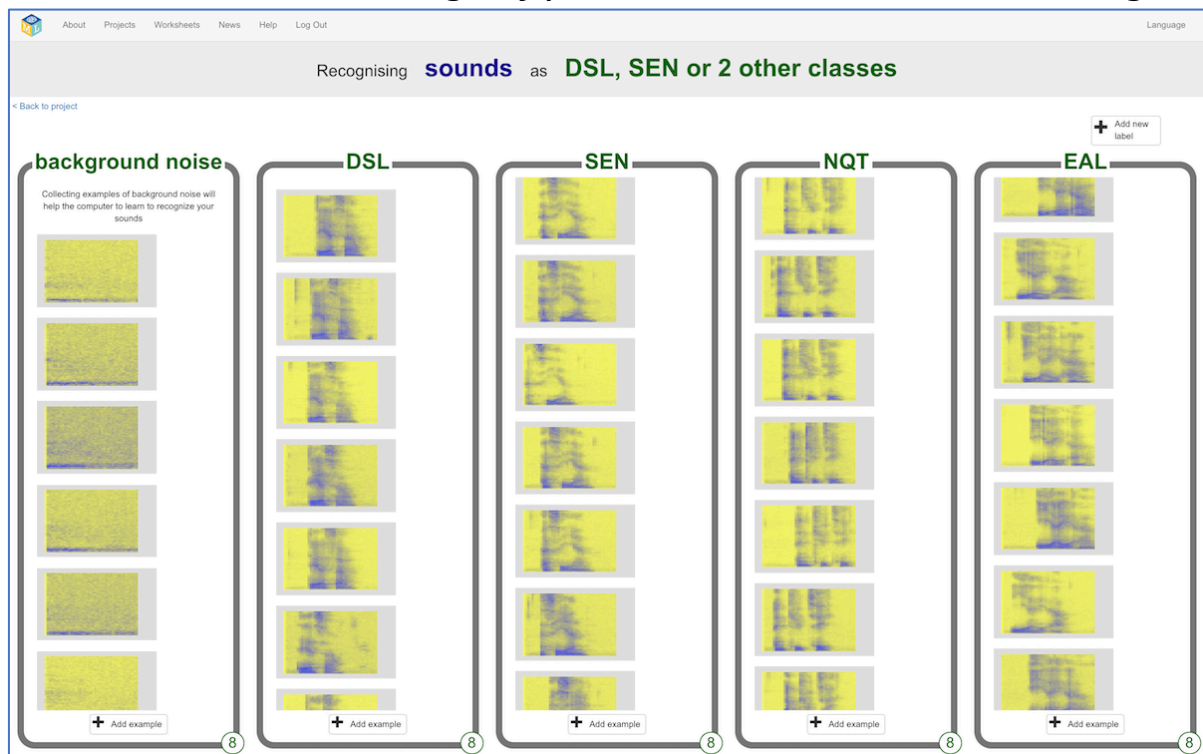 About Projects Worksheets News Help Log Out Language
Recognising sounds as DSL, SEN or 2 other classes
< Back to project
Add new
label
background noise
Collecting examples of background noise will
help the computer to learn to recognize your
sounds
Add example
8
DSL
Add example
8
SEN
Add example
8
NQT
Add example
8
EAL
Add example
8